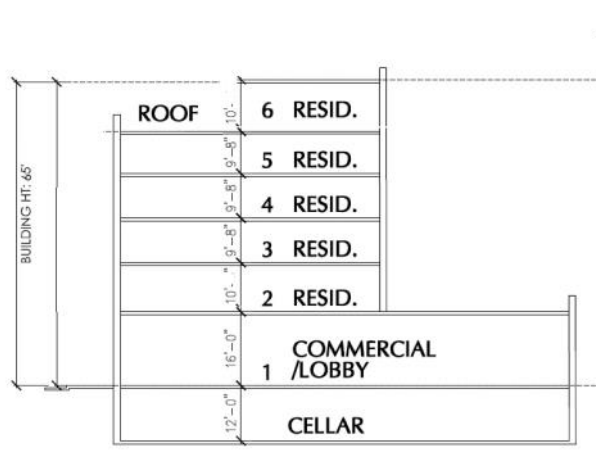 ROOF
10'-
6 RESID.
9'-8"
5 RESID.
9'-8"
4 RESID.
9'-8"
3 RESID.
10'- "
2 RESID.
BUILDING HT: 65'
16'-0"
1 COMMERCIAL
/LOBBY
12'-0"
CELLAR